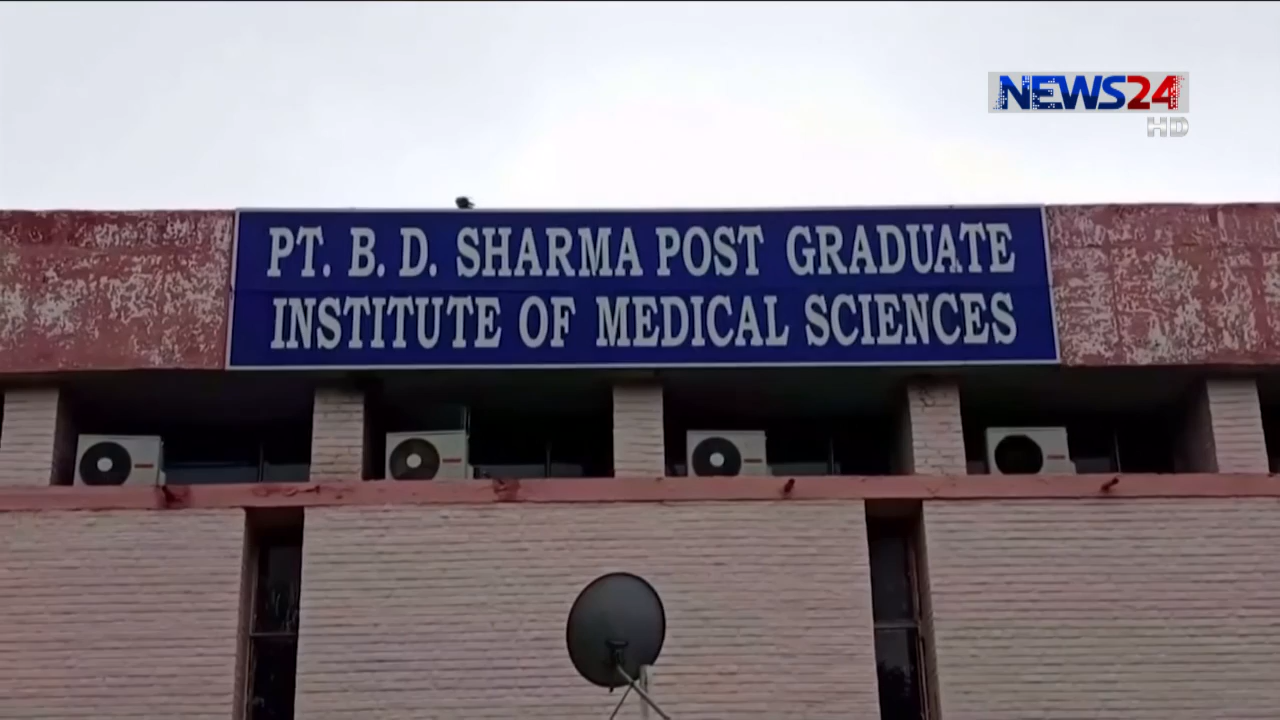 NEWS24
HD
PT. B. D. SHARMA POST GRADUATE
INSTITUTE OF MEDICAL SCIENCES